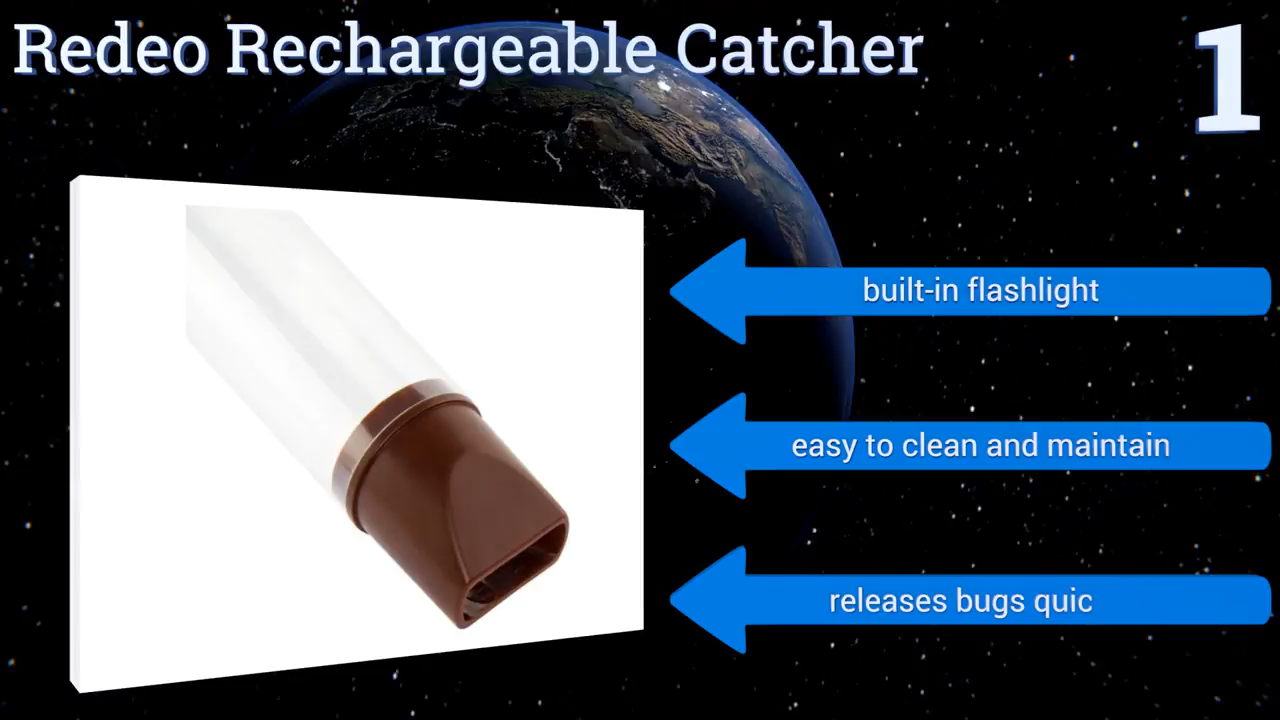 Redeo Rechargeable Catcher
1
built-in flashlight
easy to clean and maintain
releases bugs quic